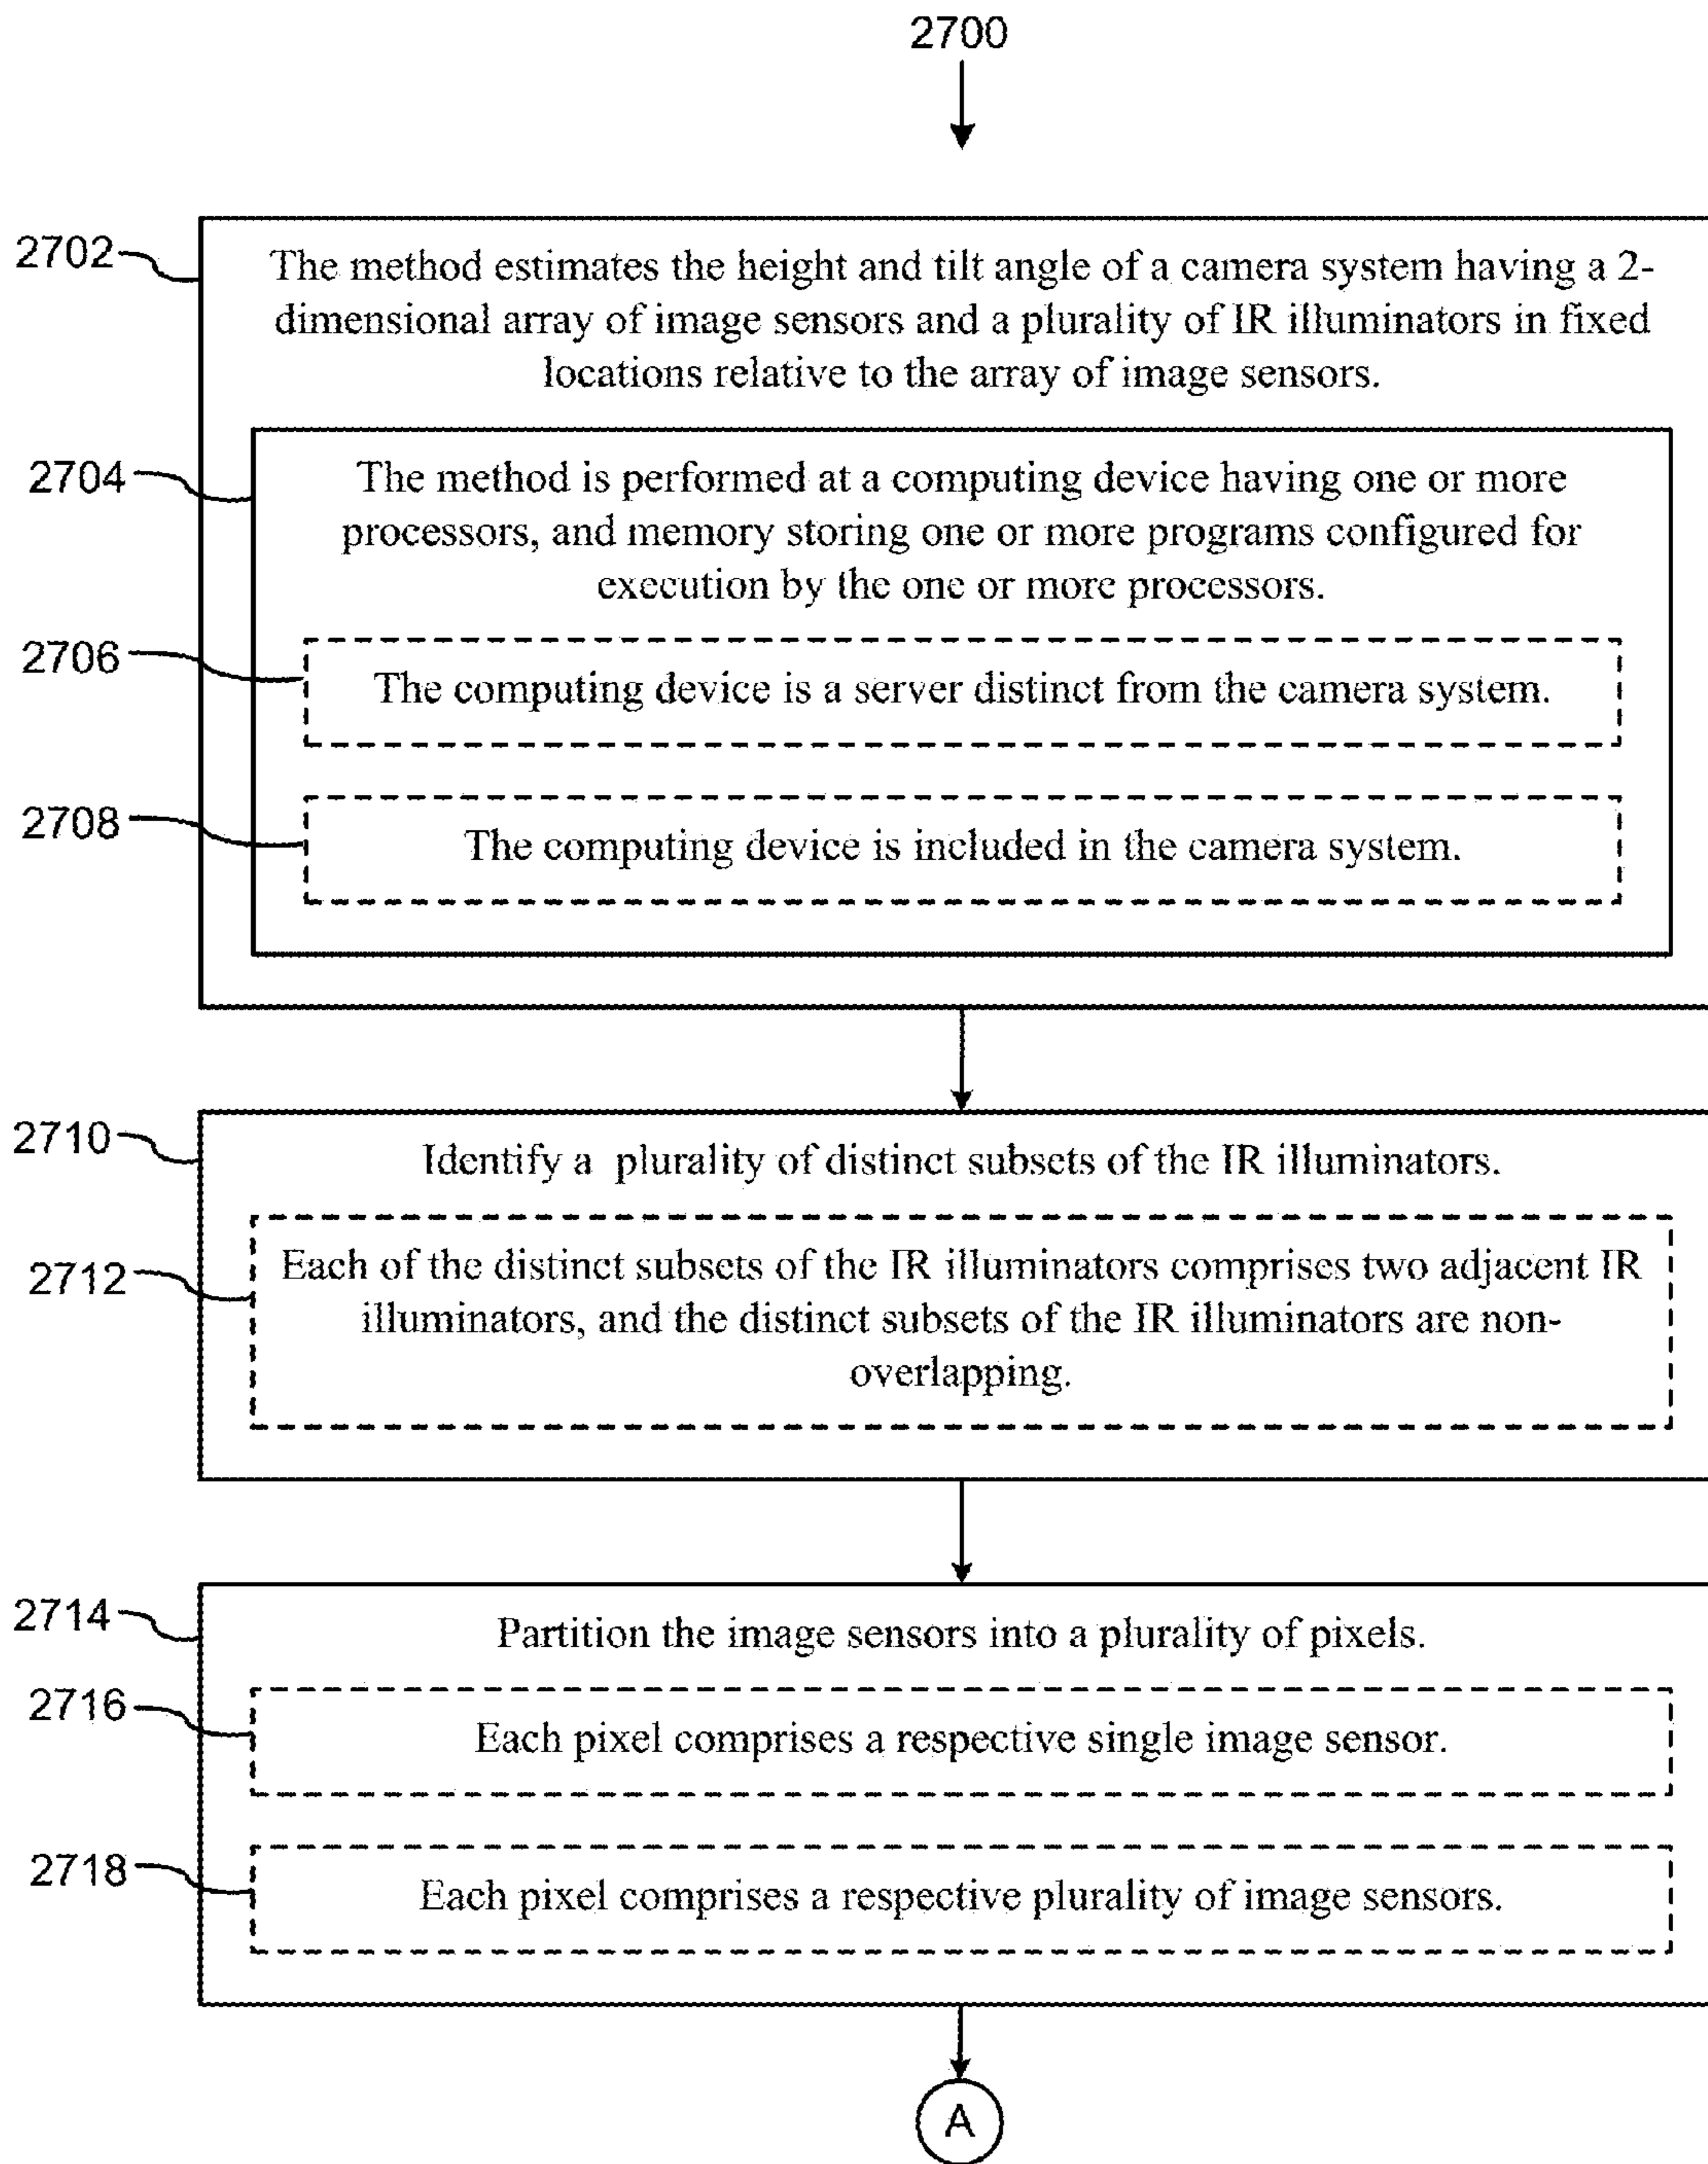 2700
2702
The method estimates the height and tilt angle of a camera system having a 2-
dimensional array of image sensors and a plurality of IR illuminators in fixed
locations relative to the array of image sensors.
2704
The method is performed at a computing device having one or more
processors, and memory storing one or more programs configured for
execution by the one or more processors.
2706
The computing device is a server distinct from the camera system.
2708
The computing device is included in the camera system.
2710
Identify a plurality of distinct subsets of the IR illuminators.
2712
Each of the distinct subsets of the IR illuminators comprises two adjacent IR
illuminators, and the distinct subsets of the IR illuminators are non-
overlapping.
2714
Partition the image sensors into a plurality of pixels.
2716
Each pixel comprises a respective single image sensor.
2718
Each pixel comprises a respective plurality of image sensors.
A